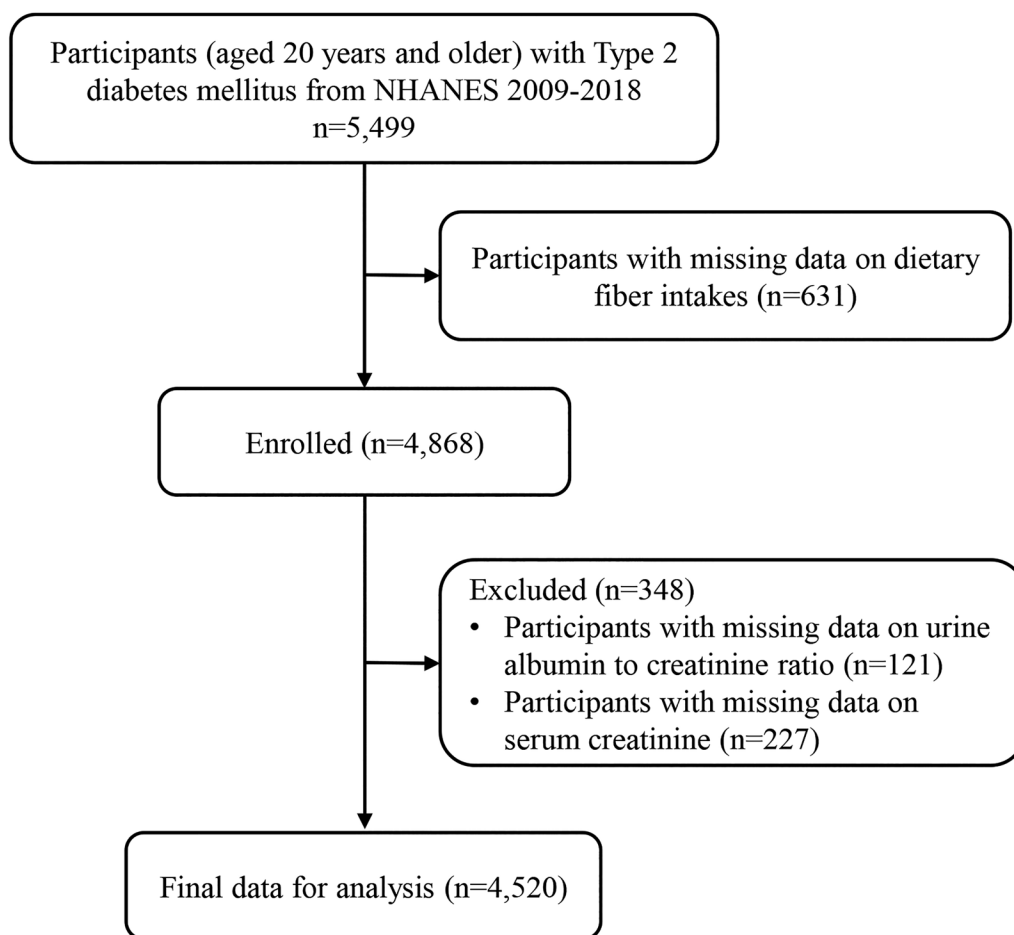 Participants (aged 20 years and older) with Type 2
diabetes mellitus from NHANES 2009-2018
n=5,499
Participants with missing data on dietary
fiber intakes (n=631)
Enrolled (n=4,868)
Excluded (n=348)
• Participants with missing data on urine
albumin to creatinine ratio (n=121)
• Participants with missing data on
serum creatinine (n=227)
Final data for analysis (n=4,520)